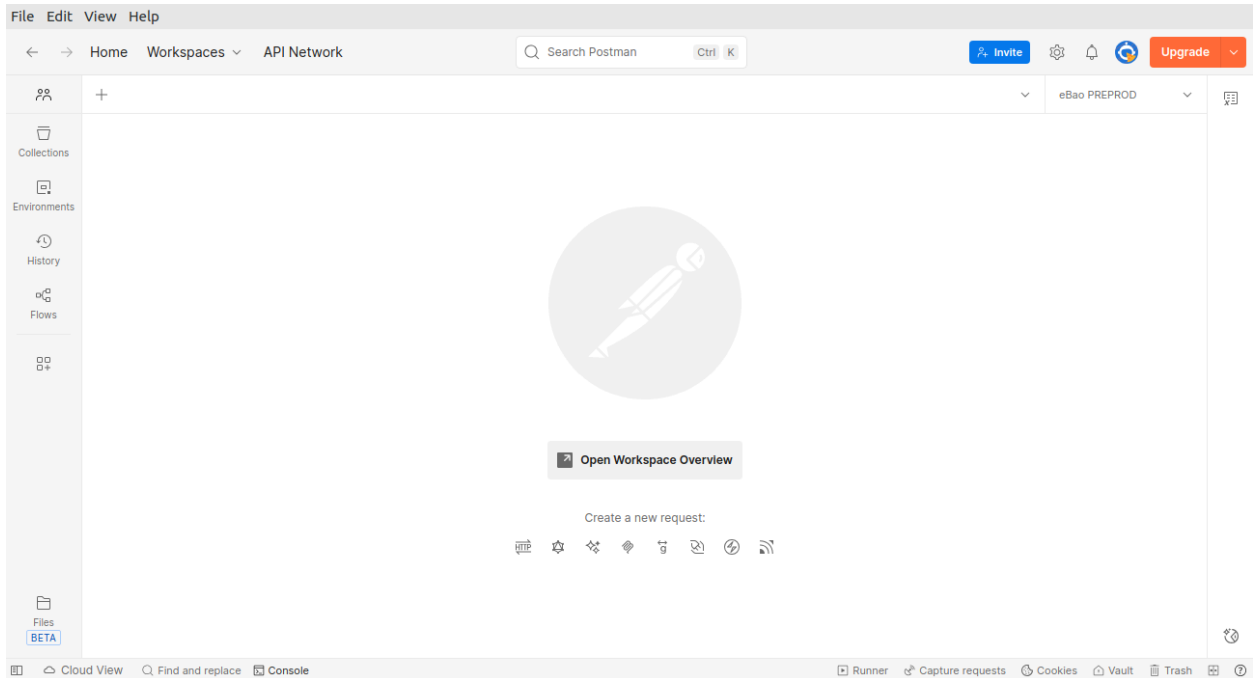 File Edit View Help
Home Workspaces API Network Search Postman Ctrl K Invite Upgrade
eBao PREPROD
Collections
Environments
History
Flows
Open Workspace Overview
Create a new request:
HTTP
g
Files
BETA
Cloud View Find and replace Console Runner Capture requests Cookies Vault Trash